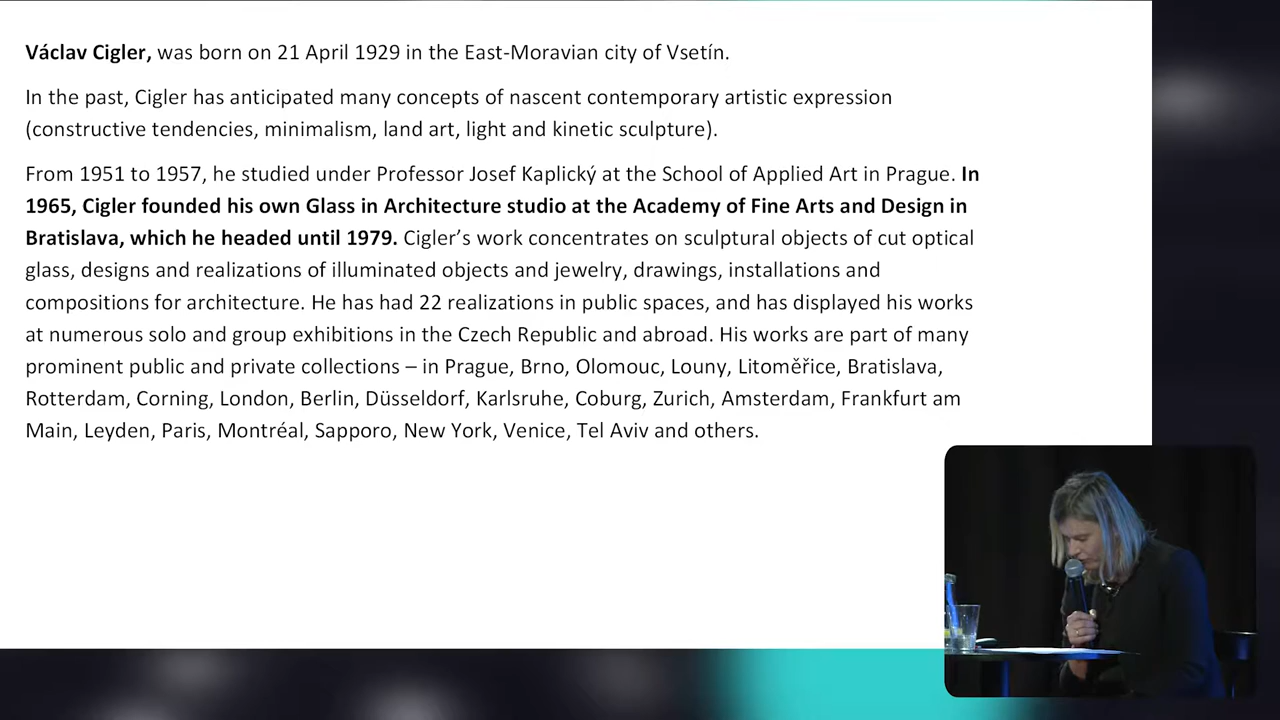 Václav Cigler, was born on 21 April 1929 in the East-Moravian city of Vsetín.
In the past, Cigler has anticipated many concepts of nascent contemporary artistic expression
(constructive tendencies, minimalism, land art, light and kinetic sculpture).
From 1951 to 1957, he studied under Professor Josef Kaplický at the School of Applied Art in Prague. In
1965, Cigler founded his own Glass in Architecture studio at the Academy of Fine Arts and Design in
Bratislava, which he headed until 1979. Cigler’s work concentrates on sculptural objects of cut optical
glass, designs and realizations of illuminated objects and jewelry, drawings, installations and
compositions for architecture. He has had 22 realizations in public spaces, and has displayed his works
at numerous solo and group exhibitions in the Czech Republic and abroad. His works are part of many
prominent public and private collections – in Prague, Brno, Olomouc, Louny, Litoměřice, Bratislava,
Rotterdam, Corning, London, Berlin, Düsseldorf, Karlsruhe, Coburg, Zurich, Amsterdam, Frankfurt am
Main, Leyden, Paris, Montréal, Sapporo, New York, Venice, Tel Aviv and others.